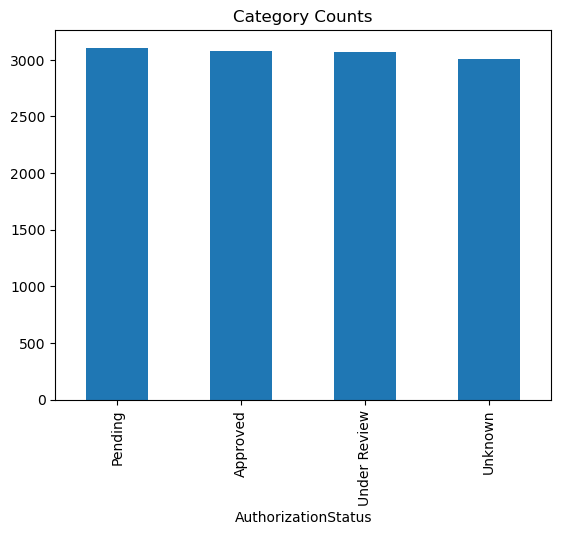 Category Counts
3000
2500
2000
1500
1000
500
0
Pending
Approved
Under Review
Unknown
AuthorizationStatus